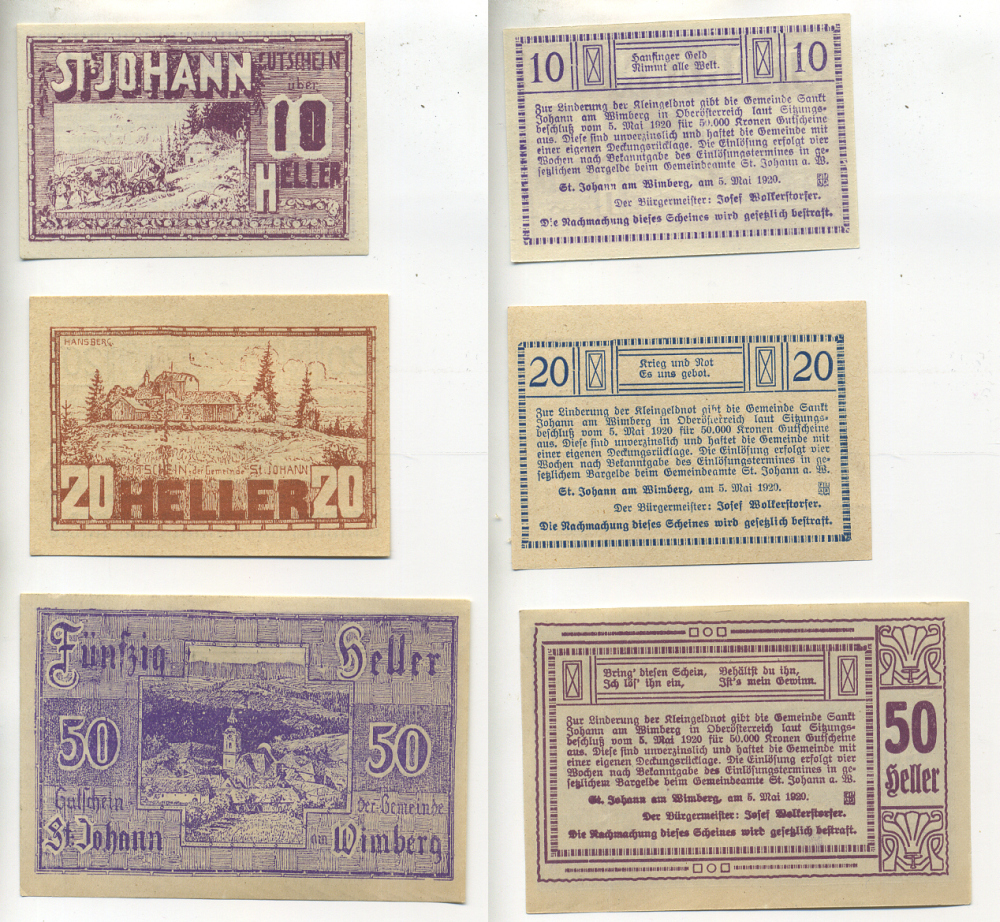 ST. JOHANN
GUTSCHEIN
über
10
HELLER
10
Hanfinger Geld
Nimmt alle Welt.
10
Zur Linderung der Kleingeldnot gibt die Gemeinde Sankt
Johann am Wimberg in Oberösterreich laut Sitzungs-
beschluß vom 5. Mai 1920 für 50.000 Kronen Gutscheine
aus. Diese sind unverzinslich und haftet die Gemeinde mit
einer eigenen Deckungsrücklage. Die Einlösung erfolgt vier
Wochen nach Bekanntgabe des Einlösungstermines in ge-
setzlichem Bargelde beim Gemeindeamte St. Johann a. W.
St. Johann am Wimberg, am 5. Mai 1920.
Der Bürgermeister: Josef Wolkerstorfer.
Die Nachmachung dieses Scheines wird gesetzlich bestraft.
HANSBERG
GUTSCHEIN der Gemeinde ST. JOHANN
20 HELLER 20
20
Krieg und Not
Es uns gebot.
20
Zur Linderung der Kleingeldnot gibt die Gemeinde Sankt
Johann am Wimberg in Oberösterreich laut Sitzungs-
beschluß vom 5. Mai 1920 für 50.000 Kronen Gutscheine
aus. Diese sind unverzinslich und haftet die Gemeinde mit
einer eigenen Deckungsrücklage. Die Einlösung erfolgt vier
Wochen nach Bekanntgabe des Einlösungstermines in ge-
setzlichem Bargelde beim Gemeindeamte St. Johann a. W.
St. Johann am Wimberg, am 5. Mai 1920.
Der Bürgermeister: Josef Wolkerstorfer.
Die Nachmachung dieses Scheines wird gesetzlich bestraft.
Fünfzig Heller
50 50
Gutschein der Gemeinde
St. Johann am Wimberg
Bring' diesen Schein, Behältst du ihn,
Ich lös' ihn ein, Ist's mein Gewinn.
Zur Linderung der Kleingeldnot gibt die Gemeinde Sankt
Johann am Wimberg in Oberösterreich laut Sitzungs-
beschluß vom 5. Mai 1920 für 50.000 Kronen Gutscheine
aus. Diese sind unverzinslich und haftet die Gemeinde mit
einer eigenen Deckungsrücklage. Die Einlösung erfolgt vier
Wochen nach Bekanntgabe des Einlösungstermines in ge-
setzlichem Bargelde beim Gemeindeamte St. Johann a. W.
St. Johann am Wimberg, am 5. Mai 1920.
Der Bürgermeister: Josef Wolkerstorfer.
Die Nachmachung dieses Scheines wird gesetzlich bestraft.
50
Heller